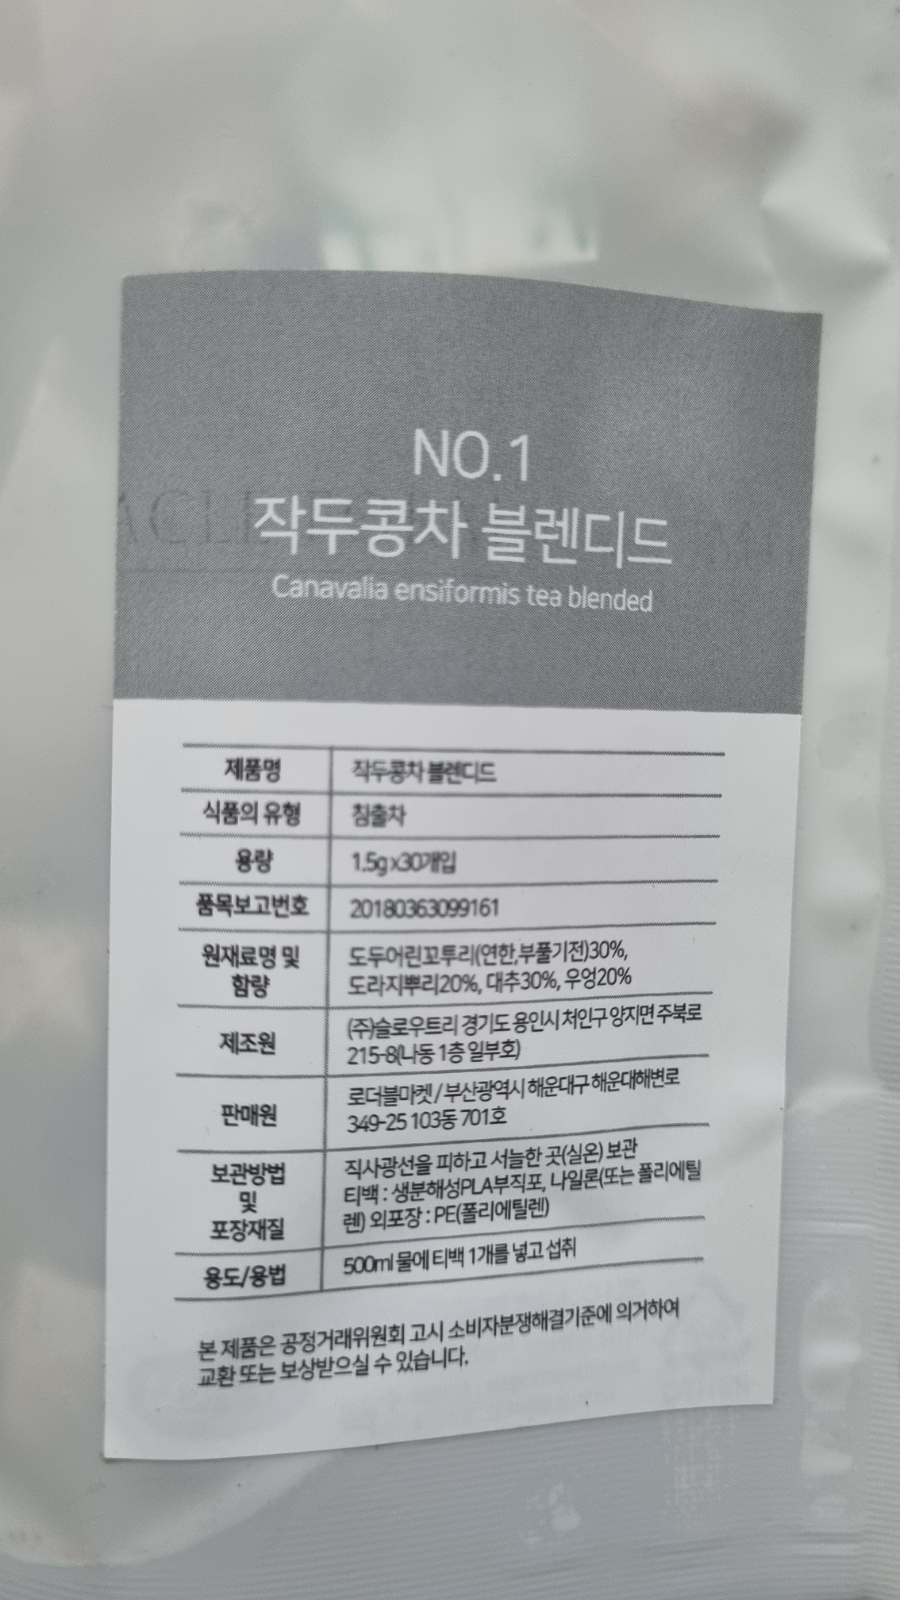 NO.1
작두콩차 블렌디드
Canavalia ensiformis tea blended
제품명 작두콩차 블렌디드
식품의 유형 침출차
용량 1.5g x30개입
품목보고번호 20180363099161
원재료명 및 함량 도두어린꼬투리(연한,부풀기전)30%,
도라지뿌리20%, 대추30%, 우엉20%
제조원 (주)슬로우트리 경기도 용인시 처인구 양지면 주북로
215-8(나동 1층 일부호)
판매원 로더블마켓 / 부산광역시 해운대구 해운대해변로
349-25 103동 701호
보관방법 및 포장재질 직사광선을 피하고 서늘한 곳(실온) 보관
티백 : 생분해성PLA부직포, 나일론(또는 폴리에틸
렌) 외포장 : PE(폴리에틸렌)
용도/용법 500ml 물에 티백 1개를 넣고 섭취
본 제품은 공정거래위원회 고시 소비자분쟁해결기준에 의거하여
교환 또는 보상받으실 수 있습니다.